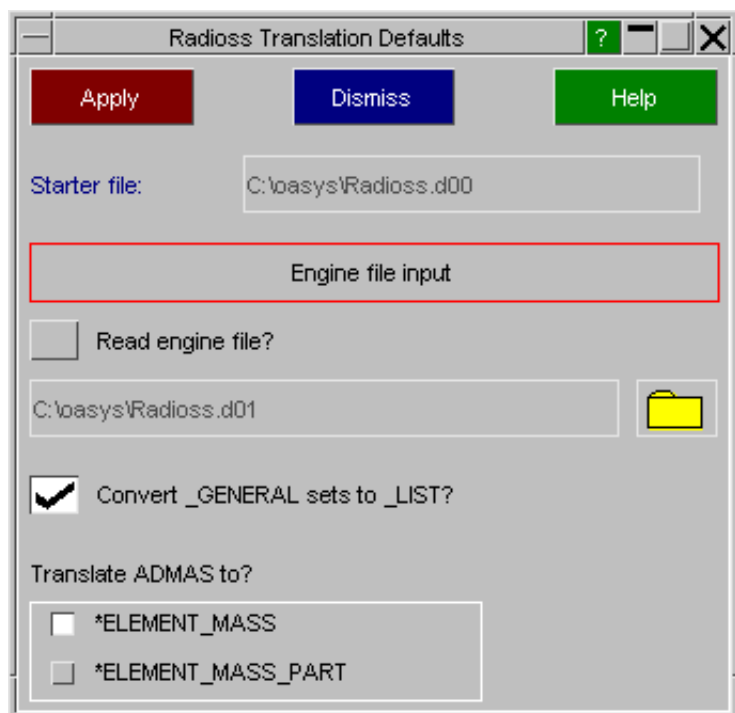 Radioss Translation Defaults ?
Apply Dismiss Help
Starter file: C:\oasys\Radioss.d00
Engine file input
Read engine file?
C:\oasys\Radioss.d01
Convert _GENERAL sets to _LIST?
Translate ADMAS to?
*ELEMENT_MASS
*ELEMENT_MASS_PART